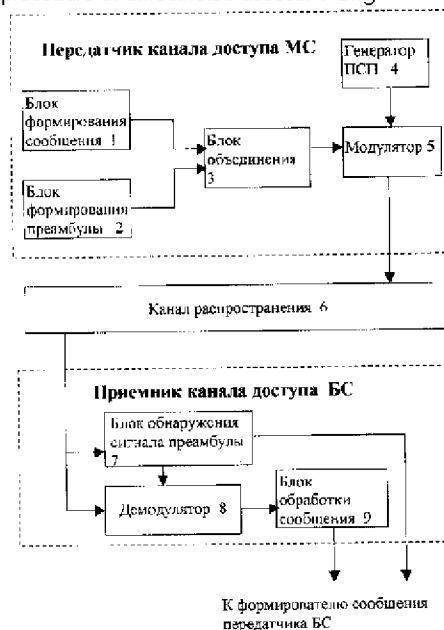 Передатчик канала доступа МС
Генератор
ПСП 4
Блок
формирования
сообщения 1
Блок
объединения
3
Модулятор 5
Блок
формирования
преамбулы 2
Канал распространения 6
Приемник канала доступа БС
Блок обнаружения
сигнала преамбулы
7
Демодулятор 8
Блок
обработки
сообщения 9
К формирователю сообщения
передатчика БС